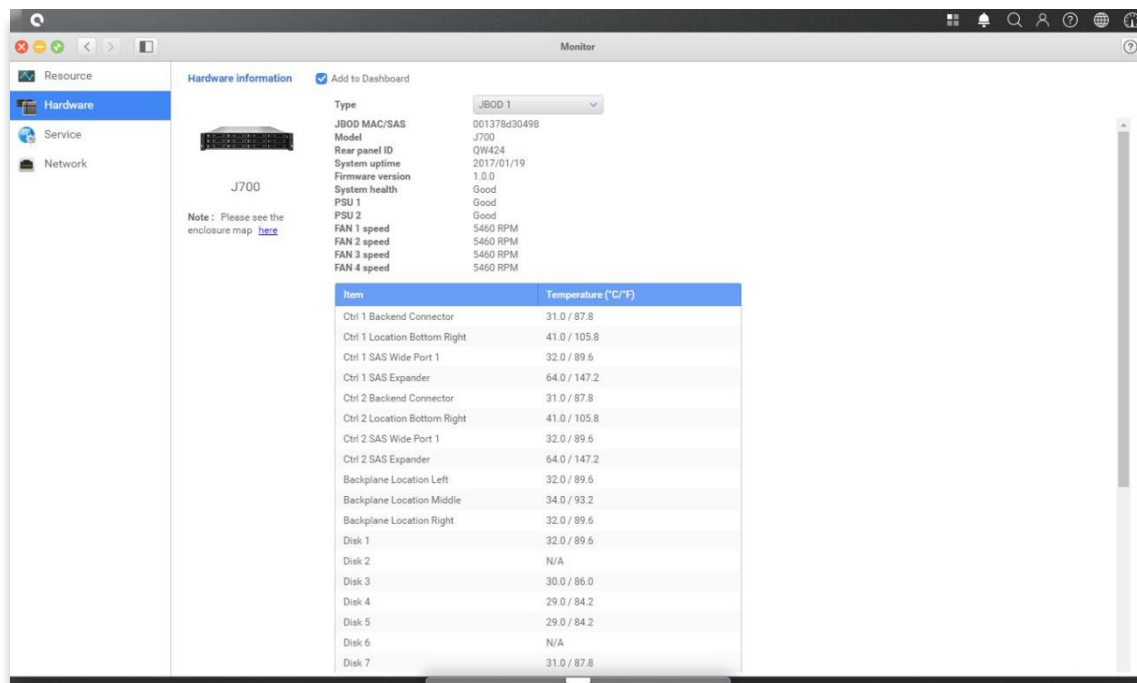 Monitor
Resource
Hardware
Service
Network
Hardware information
Add to Dashboard
J700
Note : Please see the
enclosure map here
Type JBOD 1
JBOD MAC/SAS 001378d30498
Model J700
Rear panel ID QW424
System uptime 2017/01/19
Firmware version 1.0.0
System health Good
PSU 1 Good
PSU 2 Good
FAN 1 speed 5460 RPM
FAN 2 speed 5460 RPM
FAN 3 speed 5460 RPM
FAN 4 speed 5460 RPM
Item Temperature (°C/°F)
Ctrl 1 Backend Connector 31.0 / 87.8
Ctrl 1 Location Bottom Right 41.0 / 105.8
Ctrl 1 SAS Wide Port 1 32.0 / 89.6
Ctrl 1 SAS Expander 64.0 / 147.2
Ctrl 2 Backend Connector 31.0 / 87.8
Ctrl 2 Location Bottom Right 41.0 / 105.8
Ctrl 2 SAS Wide Port 1 32.0 / 89.6
Ctrl 2 SAS Expander 64.0 / 147.2
Backplane Location Left 32.0 / 89.6
Backplane Location Middle 34.0 / 93.2
Backplane Location Right 32.0 / 89.6
Disk 1 32.0 / 89.6
Disk 2 N/A
Disk 3 30.0 / 86.0
Disk 4 29.0 / 84.2
Disk 5 29.0 / 84.2
Disk 6 N/A
Disk 7 31.0 / 87.8